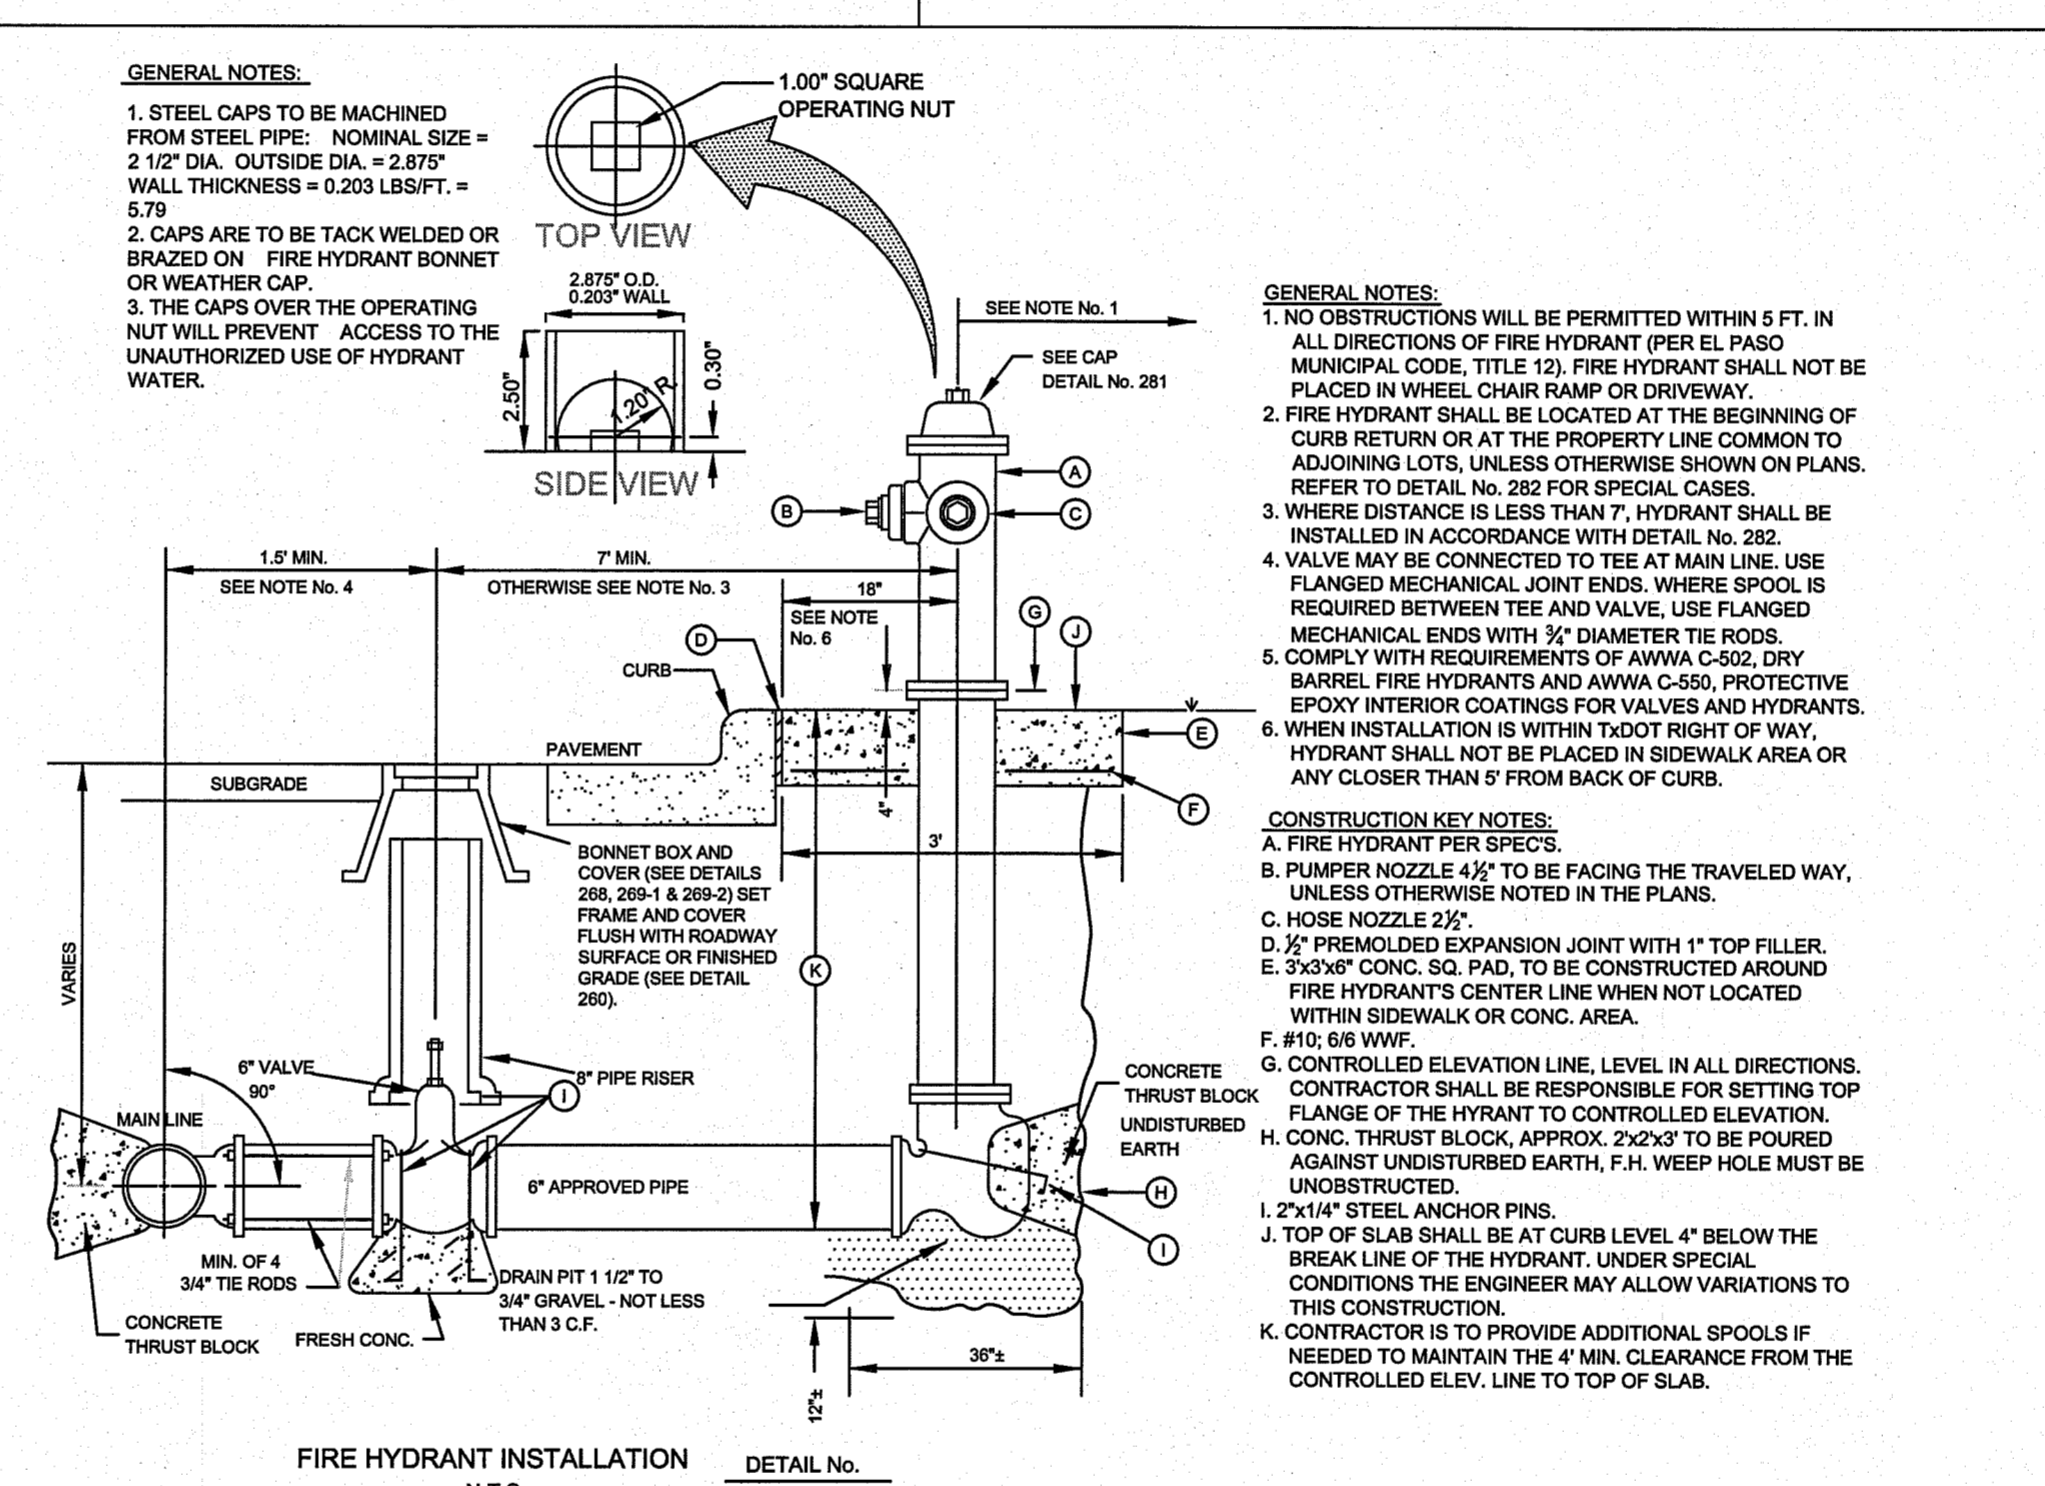 GENERAL NOTES:
1. STEEL CAPS TO BE MACHINED
FROM STEEL PIPE: NOMINAL SIZE =
2 1/2" DIA. OUTSIDE DIA. = 2.875"
WALL THICKNESS = 0.203 LBS/FT. =
5.79
2. CAPS ARE TO BE TACK WELDED OR
BRAZED ON FIRE HYDRANT BONNET
OR WEATHER CAP.
3. THE CAPS OVER THE OPERATING
NUT WILL PREVENT ACCESS TO THE
UNAUTHORIZED USE OF HYDRANT
WATER.
1.00" SQUARE
OPERATING NUT
TOP VIEW
2.875" O.D.
0.203" WALL
2.50"
1.20" R.
0.30"
SIDE VIEW
SEE NOTE No. 1
SEE CAP
DETAIL No. 281
A
B
C
1.5' MIN.
SEE NOTE No. 4
7' MIN.
OTHERWISE SEE NOTE No. 3
18"
SEE NOTE
No. 6
G
J
D
CURB
PAVEMENT
SUBGRADE
E
F
4"
3'
BONNET BOX AND
COVER (SEE DETAILS
268, 269-1 & 269-2) SET
FRAME AND COVER
FLUSH WITH ROADWAY
SURFACE OR FINISHED
GRADE (SEE DETAIL
260).
K
VARIES
6" VALVE
90°
8" PIPE RISER
I
MAIN LINE
6" APPROVED PIPE
CONCRETE
THRUST BLOCK
UNDISTURBED
EARTH
H
I
MIN. OF 4
3/4" TIE RODS
CONCRETE
THRUST BLOCK
FRESH CONC.
DRAIN PIT 1 1/2" TO
3/4" GRAVEL - NOT LESS
THAN 3 C.F.
12"±
36"±
GENERAL NOTES:
1. NO OBSTRUCTIONS WILL BE PERMITTED WITHIN 5 FT. IN
ALL DIRECTIONS OF FIRE HYDRANT (PER EL PASO
MUNICIPAL CODE, TITLE 12). FIRE HYDRANT SHALL NOT BE
PLACED IN WHEEL CHAIR RAMP OR DRIVEWAY.
2. FIRE HYDRANT SHALL BE LOCATED AT THE BEGINNING OF
CURB RETURN OR AT THE PROPERTY LINE COMMON TO
ADJOINING LOTS, UNLESS OTHERWISE SHOWN ON PLANS.
REFER TO DETAIL No. 282 FOR SPECIAL CASES.
3. WHERE DISTANCE IS LESS THAN 7', HYDRANT SHALL BE
INSTALLED IN ACCORDANCE WITH DETAIL No. 282.
4. VALVE MAY BE CONNECTED TO TEE AT MAIN LINE. USE
FLANGED MECHANICAL JOINT ENDS. WHERE SPOOL IS
REQUIRED BETWEEN TEE AND VALVE, USE FLANGED
MECHANICAL ENDS WITH ¾" DIAMETER TIE RODS.
5. COMPLY WITH REQUIREMENTS OF AWWA C-502, DRY
BARREL FIRE HYDRANTS AND AWWA C-550, PROTECTIVE
EPOXY INTERIOR COATINGS FOR VALVES AND HYDRANTS.
6. WHEN INSTALLATION IS WITHIN TxDOT RIGHT OF WAY,
HYDRANT SHALL NOT BE PLACED IN SIDEWALK AREA OR
ANY CLOSER THAN 5' FROM BACK OF CURB.
CONSTRUCTION KEY NOTES:
A. FIRE HYDRANT PER SPEC'S.
B. PUMPER NOZZLE 4½" TO BE FACING THE TRAVELED WAY,
UNLESS OTHERWISE NOTED IN THE PLANS.
C. HOSE NOZZLE 2½".
D. ½" PREMOLDED EXPANSION JOINT WITH 1" TOP FILLER.
E. 3'x3'x6" CONC. SQ. PAD, TO BE CONSTRUCTED AROUND
FIRE HYDRANT'S CENTER LINE WHEN NOT LOCATED
WITHIN SIDEWALK OR CONC. AREA.
F. #10; 6/6 WWF.
G. CONTROLLED ELEVATION LINE, LEVEL IN ALL DIRECTIONS.
CONTRACTOR SHALL BE RESPONSIBLE FOR SETTING TOP
FLANGE OF THE HYRANT TO CONTROLLED ELEVATION.
H. CONC. THRUST BLOCK, APPROX. 2'x2'x3' TO BE POURED
AGAINST UNDISTURBED EARTH, F.H. WEEP HOLE MUST BE
UNOBSTRUCTED.
I. 2"x1/4" STEEL ANCHOR PINS.
J. TOP OF SLAB SHALL BE AT CURB LEVEL 4" BELOW THE
BREAK LINE OF THE HYDRANT. UNDER SPECIAL
CONDITIONS THE ENGINEER MAY ALLOW VARIATIONS TO
THIS CONSTRUCTION.
K. CONTRACTOR IS TO PROVIDE ADDITIONAL SPOOLS IF
NEEDED TO MAINTAIN THE 4' MIN. CLEARANCE FROM THE
CONTROLLED ELEV. LINE TO TOP OF SLAB.
FIRE HYDRANT INSTALLATION
DETAIL No.